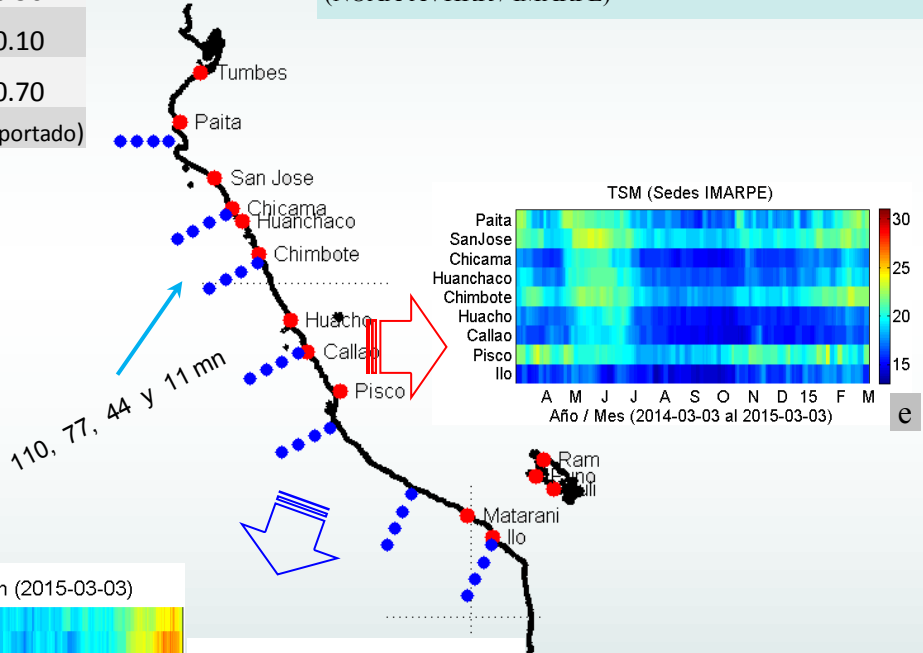 0.10
0.70
portado)
Tumbes
Paita
San Jose
Chicama
Huanchaco
Chimbote
Huacho
Callao
Pisco
110, 77, 44 y 11 mn
TSM (Sedes IMARPE)
Paita
SanJose
Chicama
Huanchaco
Chimbote
Huacho
Callao
Pisco
Ilo
30
25
20
15
A M J J A S O N D 15 F M
Año / Mes (2014-03-03 al 2015-03-03)
e
Ram
Matarani
Ilo
(2015-03-03)